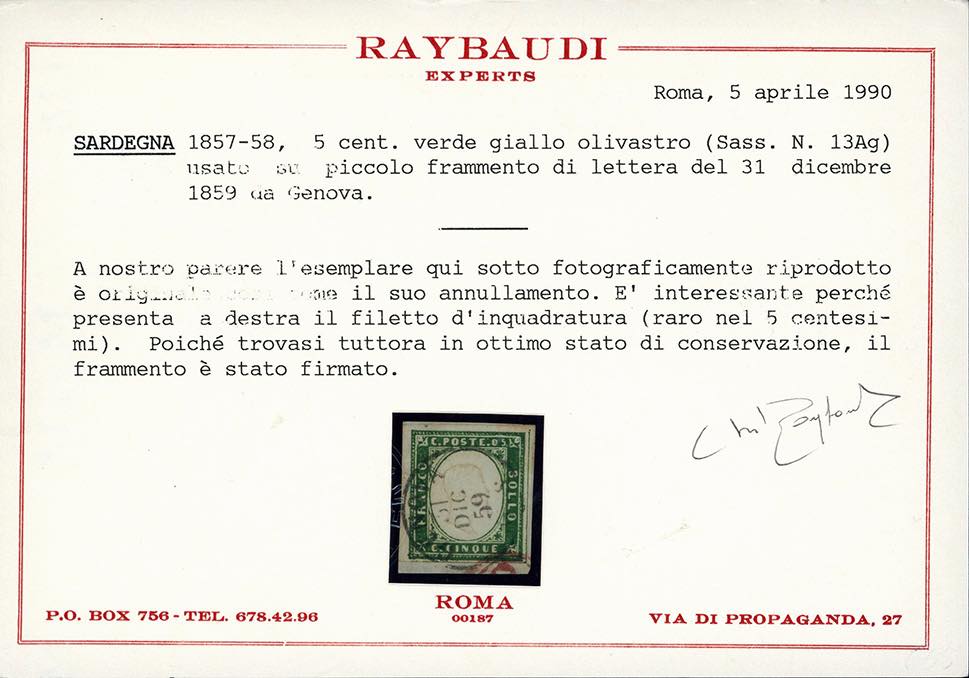 RAYBAUDI
EXPERTS
Roma, 5 aprile 1990
SARDEGNA 1857-58, 5 cent. verde giallo olivastro (Sass. N. 13Ag)
usato su piccolo frammento di lettera del 31 dicembre
1859 da Genova.
A nostro parere l'esemplare qui sotto fotograficamente riprodotto
è originale così come il suo annullamento. E' interessante perché
presenta a destra il filetto d'inquadratura (raro nel 5 centesi-
mi). Poiché trovasi tuttora in ottimo stato di conservazione, il
frammento è stato firmato.
C. POSTE. 05
FRANCO
BOLLO
31
DIC
59
C. CINQUE
ROMA
00187
P.O. BOX 756 - TEL. 678.42.96
VIA DI PROPAGANDA, 27